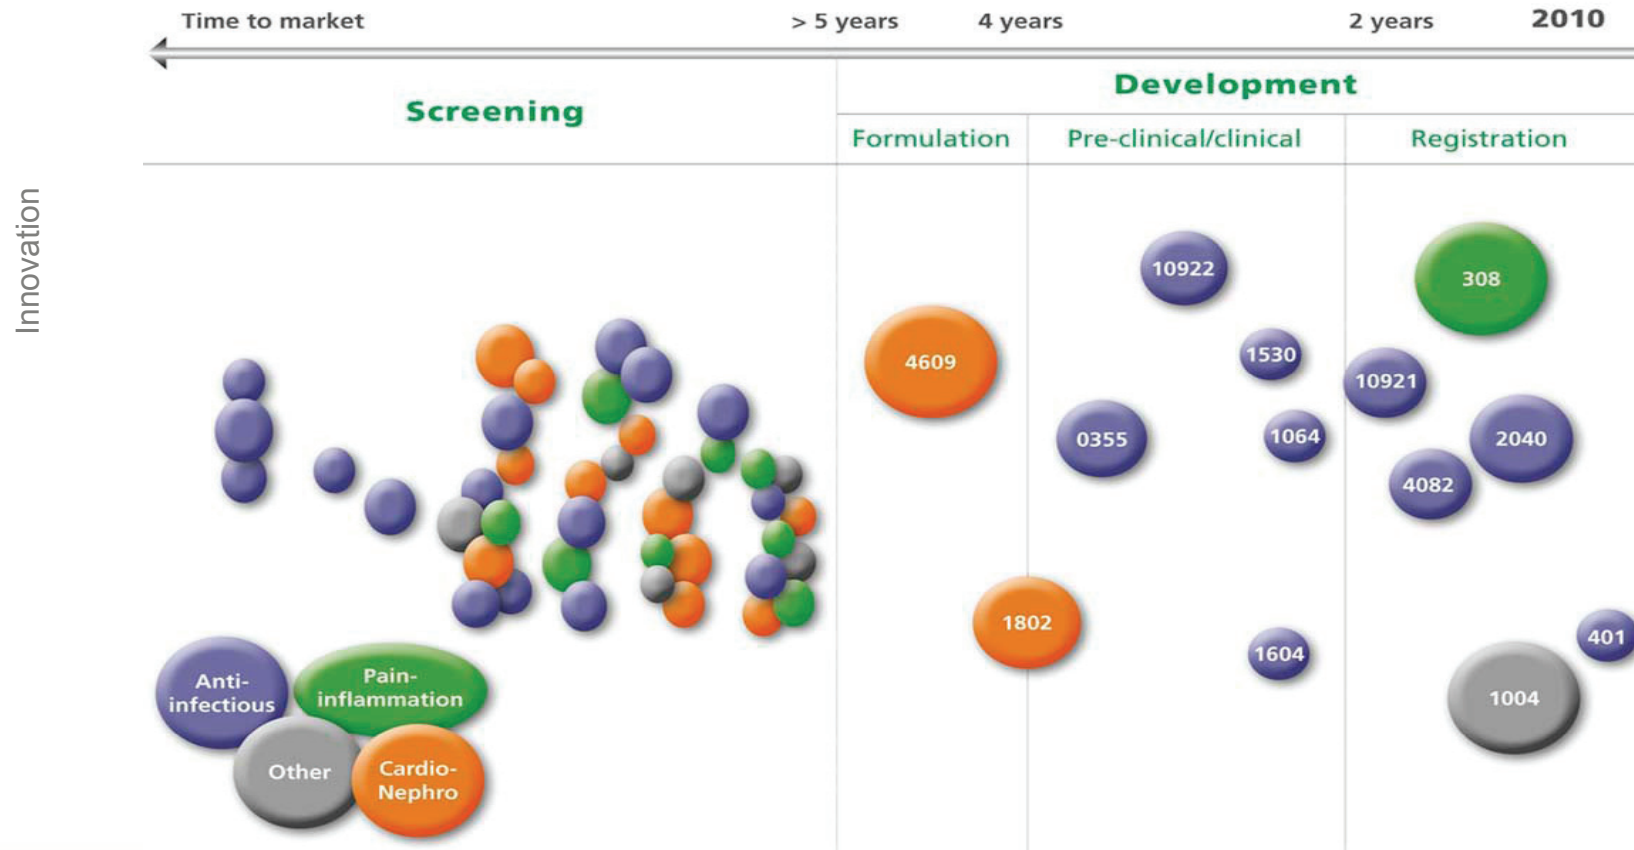 Time to market
> 5 years
4 years
2 years
2010
Screening
Development
Formulation
Pre-clinical/clinical
Registration
Innovation
10922
308
4609
1530
10921
0355
1064
2040
4082
1802
1604
401
1004
Anti-
infectious
Pain-
inflammation
Other
Cardio-
Nephro